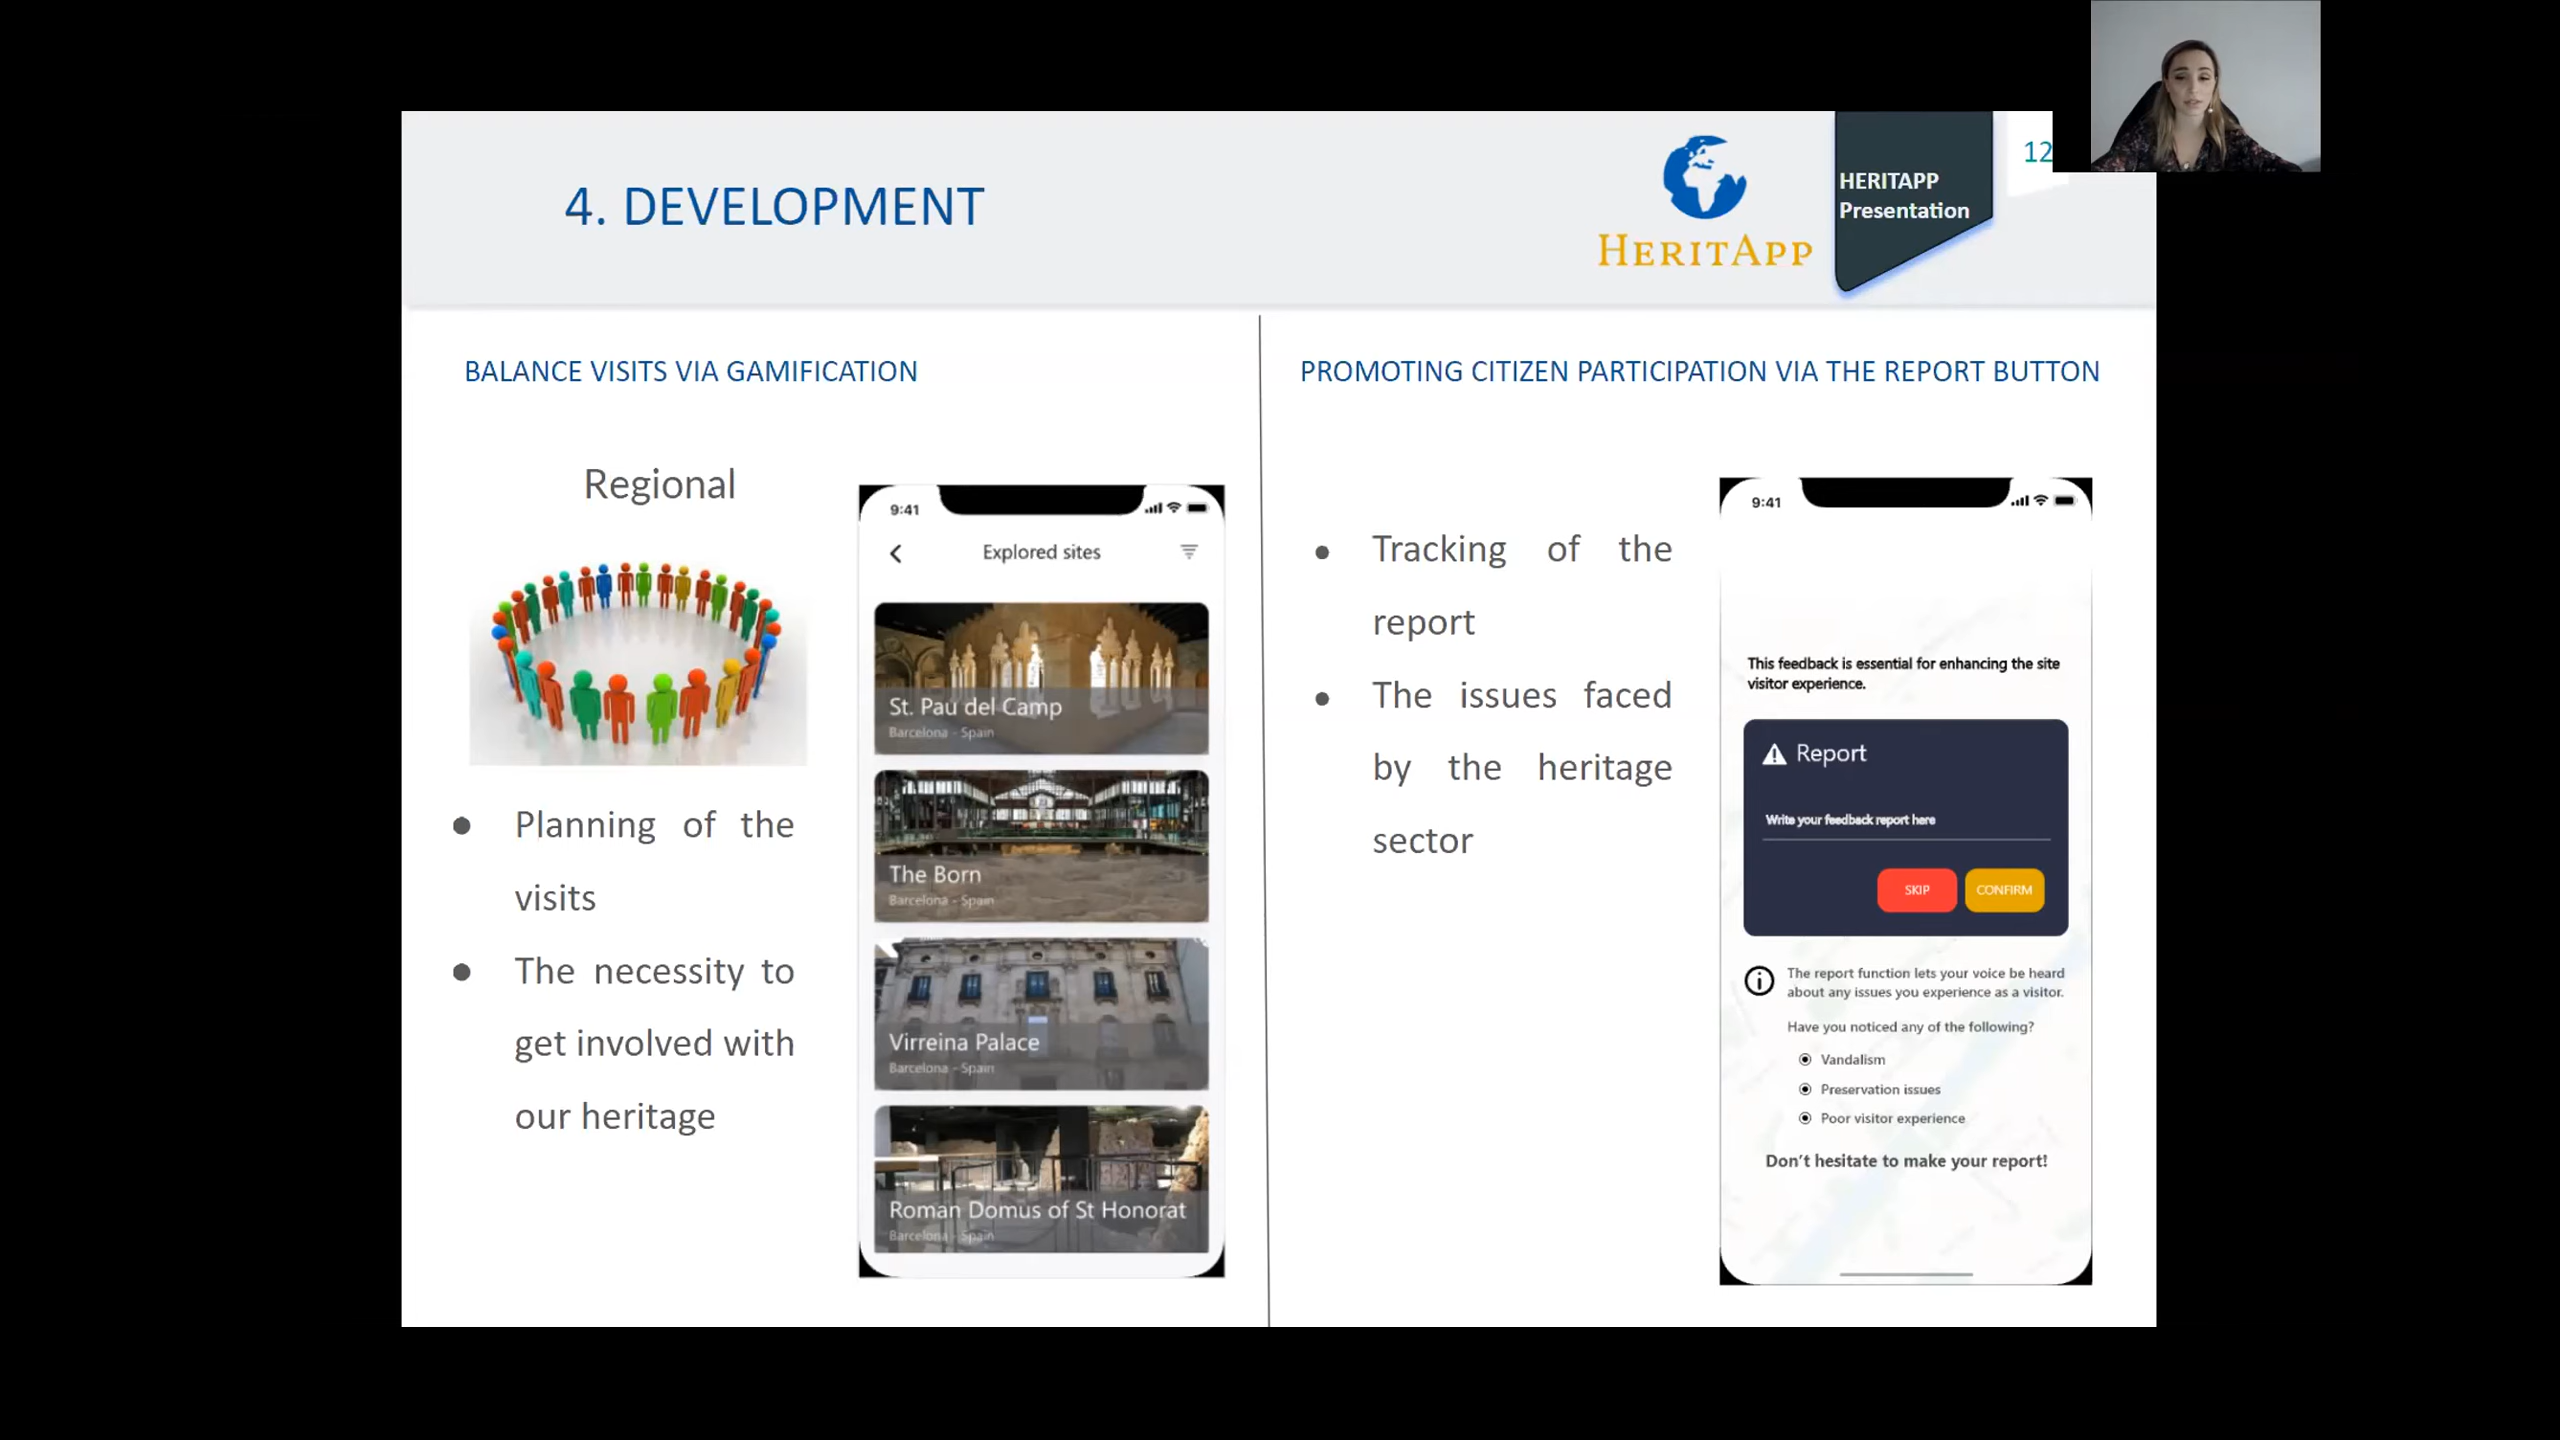 4. DEVELOPMENT
HERITAPP
HERITAPP
Presentation
12
BALANCE VISITS VIA GAMIFICATION
Regional
Planning of the
visits
The necessity to
get involved with
our heritage
9:41
Explored sites
St. Pau del Camp
Barcelona - Spain
The Born
Barcelona - Spain
Virreina Palace
Barcelona - Spain
Roman Domus of St Honorat
Barcelona - Spain
PROMOTING CITIZEN PARTICIPATION VIA THE REPORT BUTTON
Tracking of the
report
The issues faced
by the heritage
sector
9:41
This feedback is essential for enhancing the site
visitor experience.
Report
Write your feedback report here
SKIP CONFIRM
The report function lets your voice be heard
about any issues you experience as a visitor.
Have you noticed any of the following?
Vandalism
Preservation issues
Poor visitor experience
Don't hesitate to make your report!